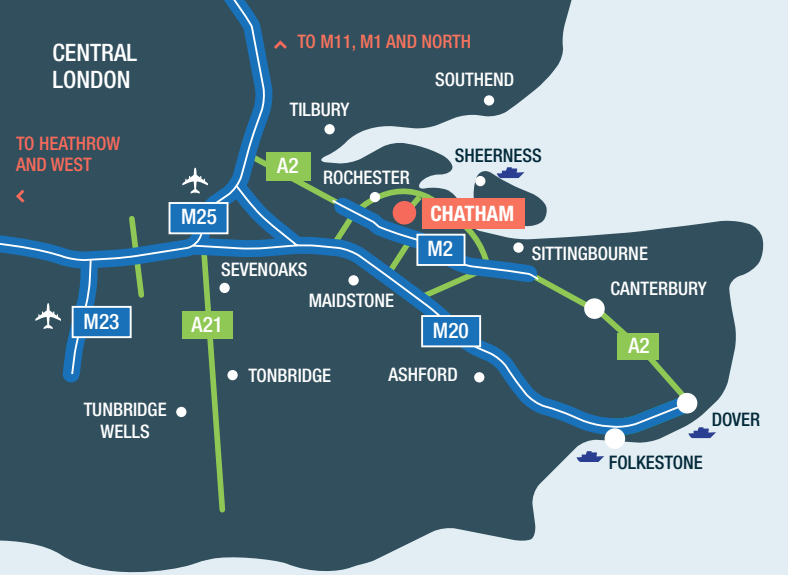 CENTRAL
LONDON
TO M11, M1 AND NORTH
SOUTHEND
TILBURY
TO HEATHROW
AND WEST
SHEERNESS
A2
ROCHESTER
CHATHAM
M25
M2
SITTINGBOURNE
SEVENOAKS
MAIDSTONE
CANTERBURY
M23
A21
M20
A2
ASHFORD
TONBRIDGE
TUNBRIDGE
WELLS
DOVER
FOLKESTONE